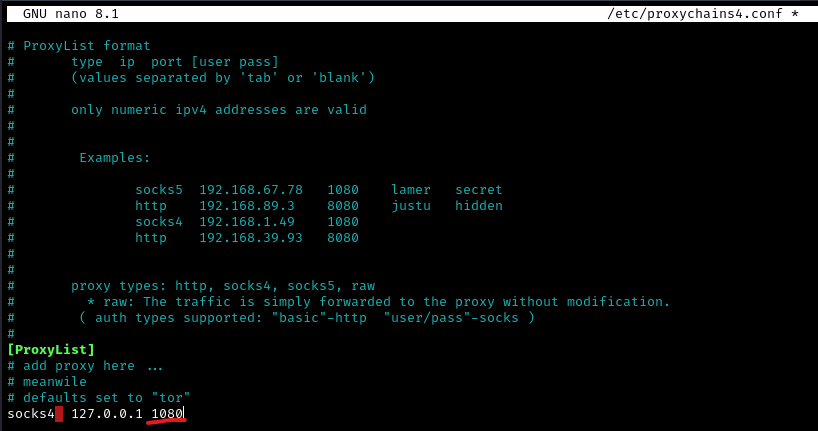 GNU nano 8.1 /etc/proxychains4.conf *
# ProxyList format
#       type  ip  port [user pass]
#       (values separated by 'tab' or 'blank')
#
#       only numeric ipv4 addresses are valid
#
#
#        Examples:
#
#               socks5  192.168.67.78   1080    lamer   secret
#               http    192.168.89.3    8080    justu   hidden
#               socks4  192.168.1.49    1080
#               http    192.168.39.93   8080
#
#
#       proxy types: http, socks4, socks5, raw
#         * raw: The traffic is simply forwarded to the proxy without modification.
#        ( auth types supported: "basic"-http  "user/pass"-socks )
#
[ProxyList]
# add proxy here ...
# meanwile
# defaults set to "tor"
socks4  127.0.0.1 1080